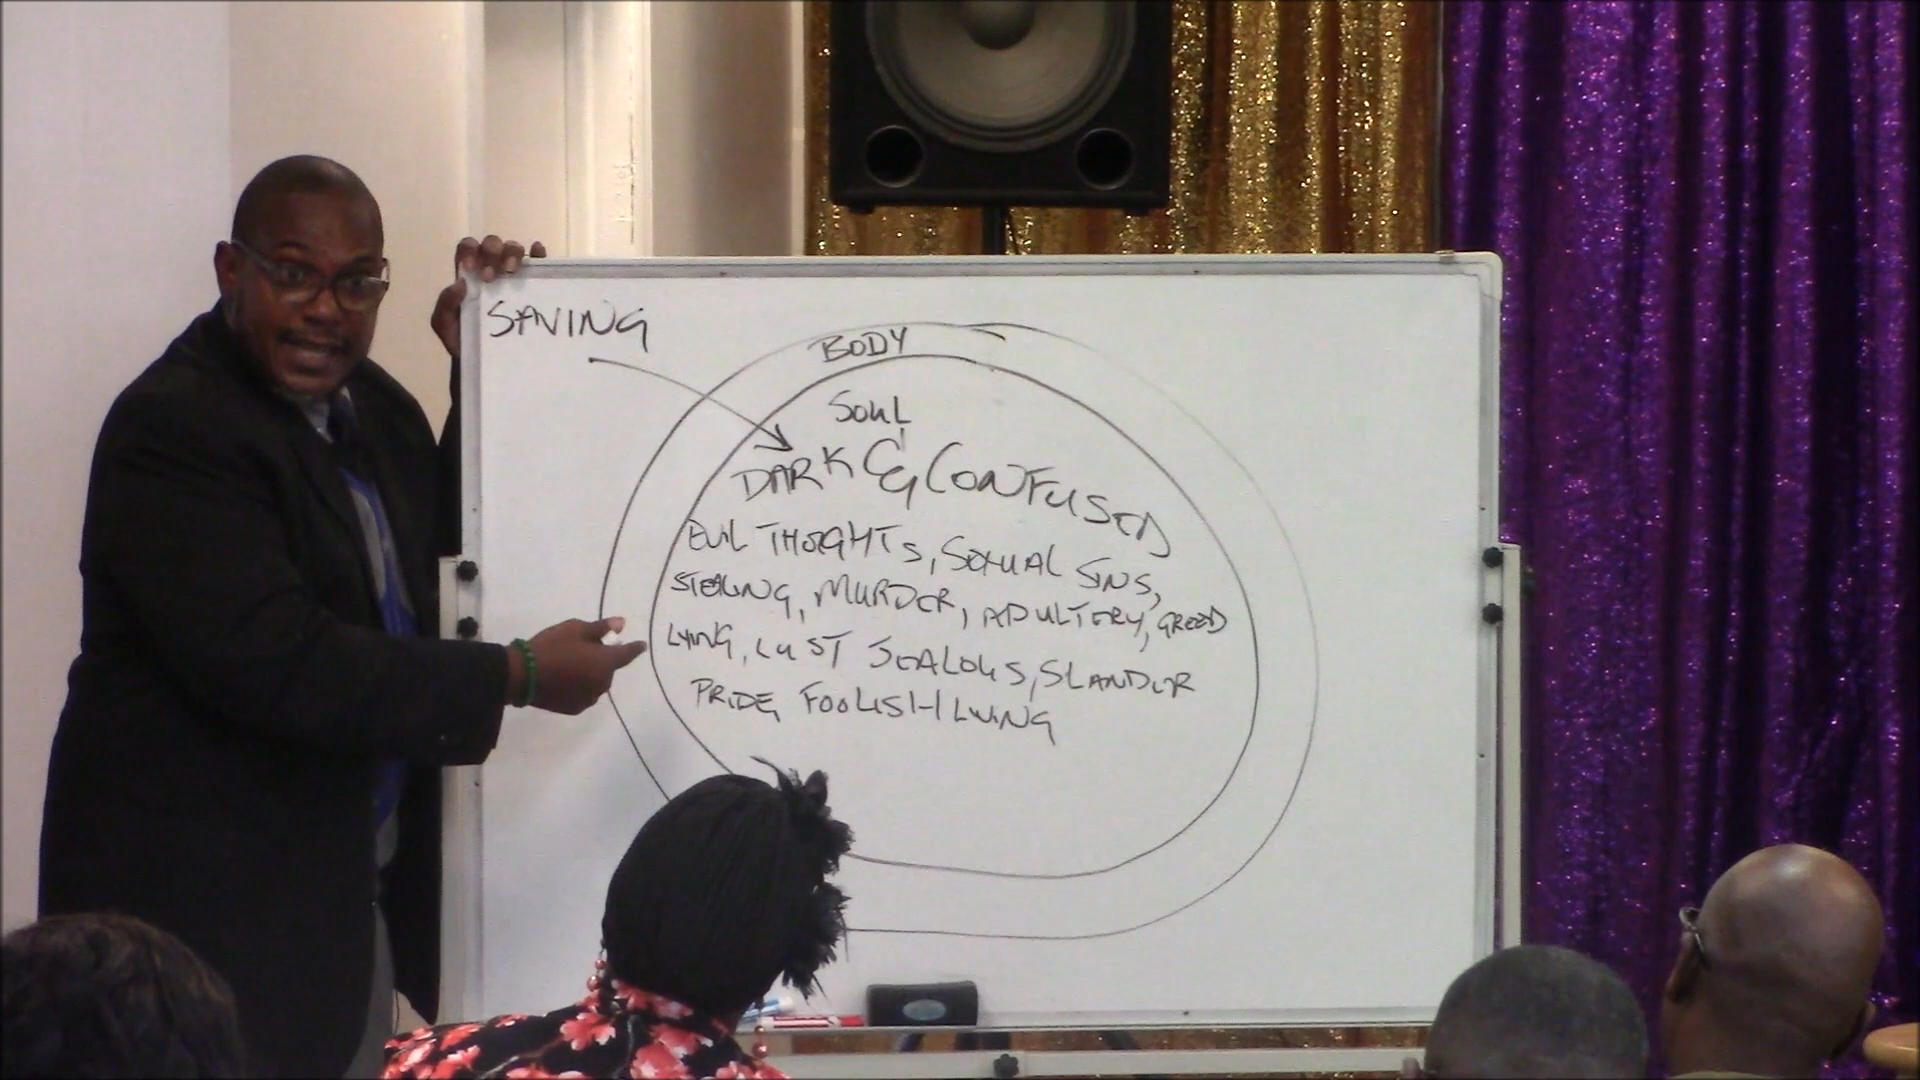 SAVING
BODY
SOUL
DARK & CONFUSED
EVIL THOGHTS, SEXUAL SINS,
STEALING, MURDER, ADULTERY, GREED
LYING, LUST JEALOUS, SLANDER
PRIDE, FOOLISH LIVING